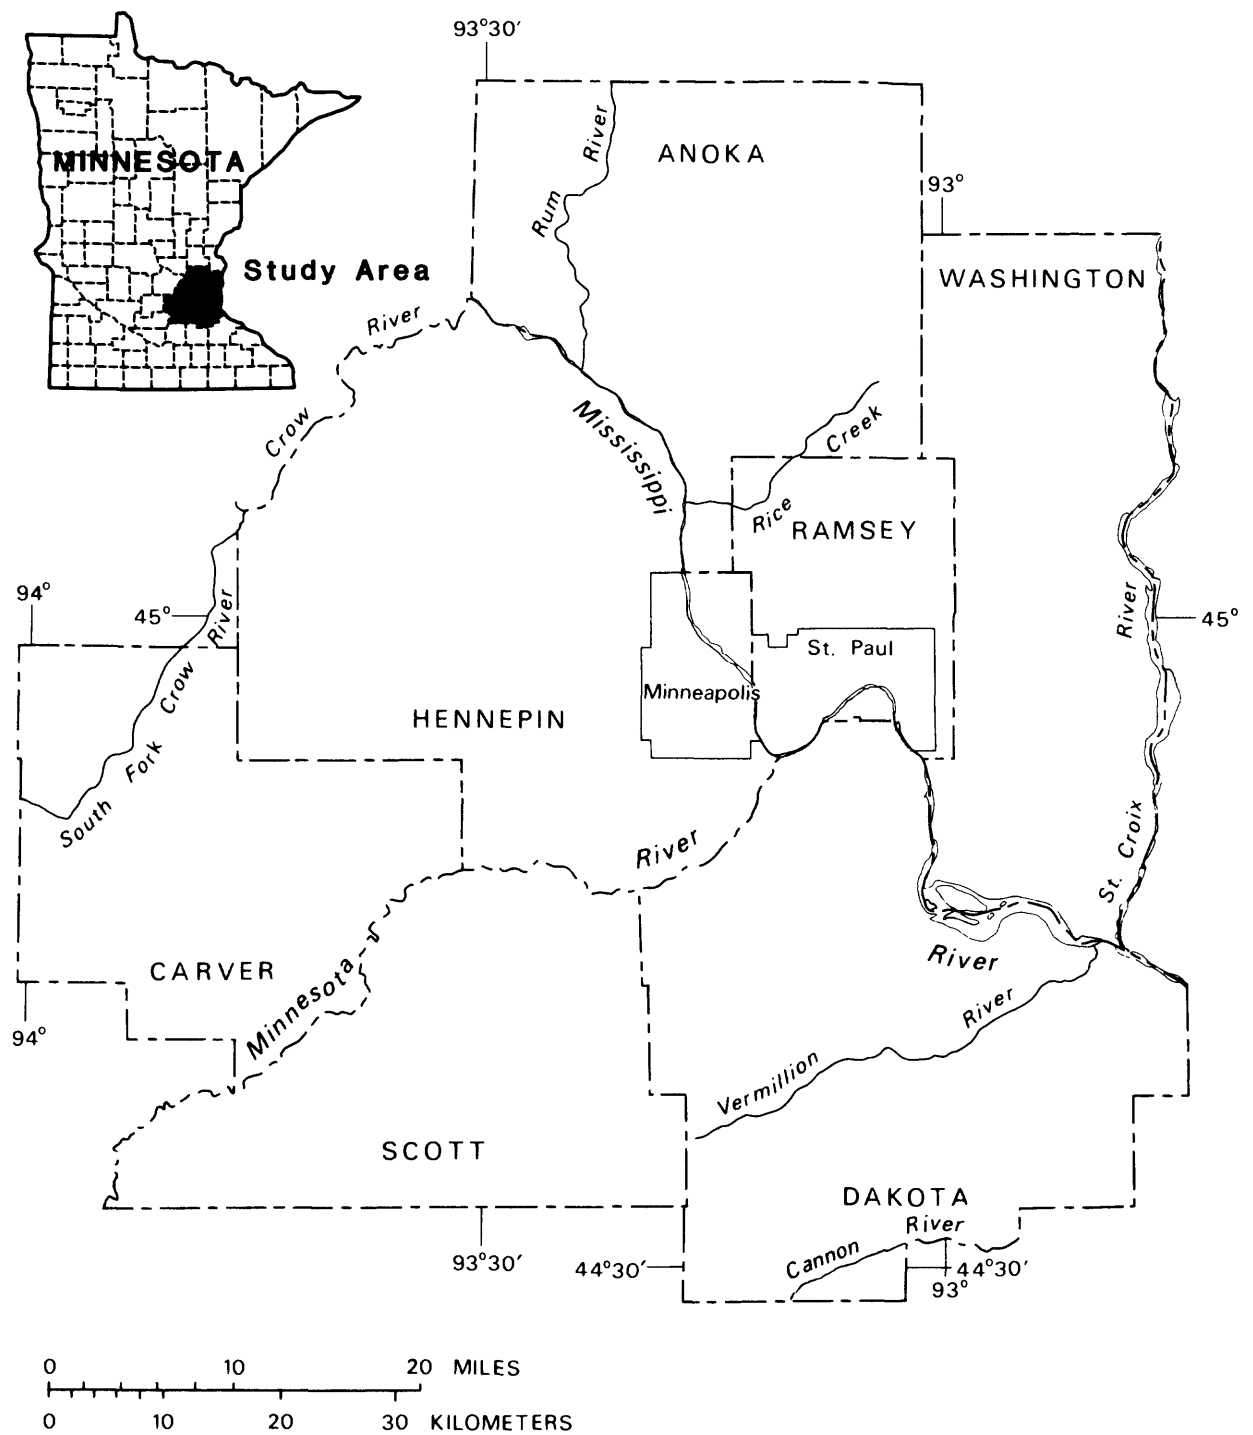 93°30′
MINNESOTA
Study Area
Rum River
ANOKA
93°
WASHINGTON
Crow River
Mississippi
Rice Creek
RAMSEY
94°
45°
River
45°
St. Paul
Minneapolis
HENNEPIN
South Fork Crow River
River
St. Croix
CARVER
River
94°
Minnesota
Vermillion River
SCOTT
DAKOTA
Cannon River
93°30′
44°30′
44°30′
93°
0 10 20 MILES
0 10 20 30 KILOMETERS